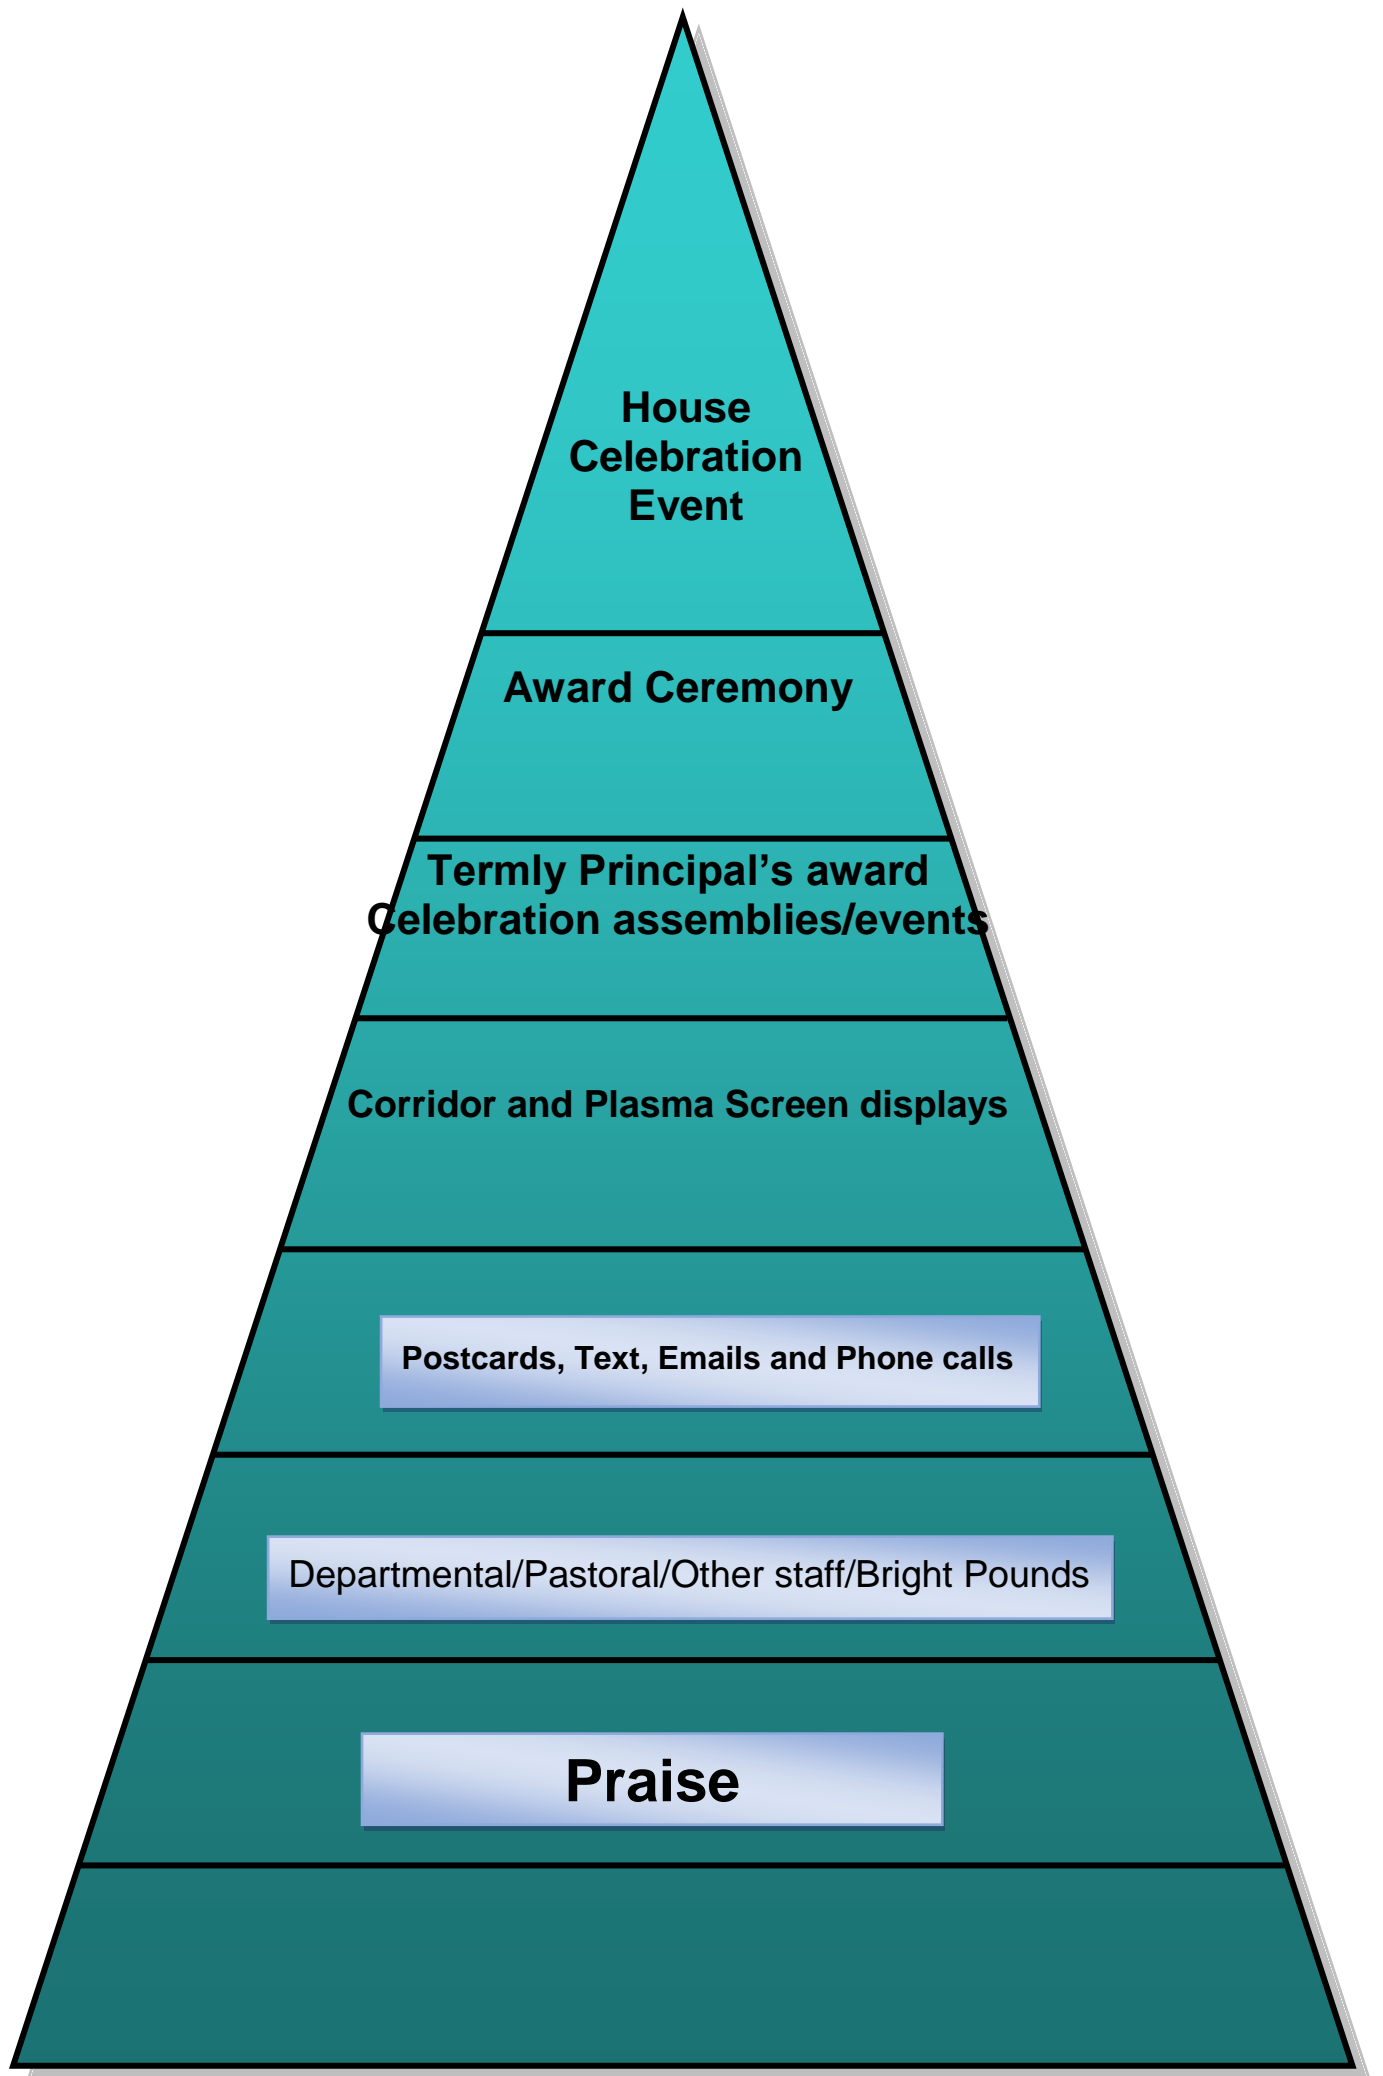 House
Celebration
Event
Award Ceremony
Termly Principal’s award
Celebration assemblies/events
Corridor and Plasma Screen displays
Postcards, Text, Emails and Phone calls
Departmental/Pastoral/Other staff/Bright Pounds
Praise